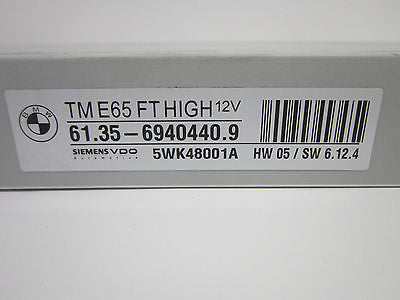 BMW
TM E65 FT HIGH 12V
61.35-6940440.9
SIEMENS VDO
Automotive
5WK48001A HW 05 / SW 6.12.4